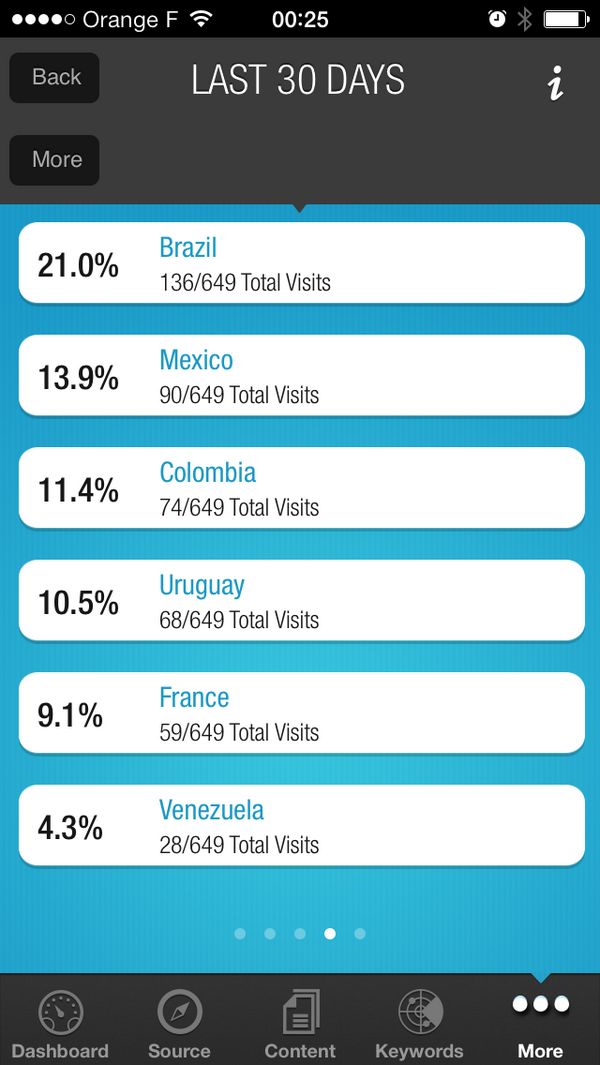 Orange F 00:25
Back LAST 30 DAYS i
More
21.0% Brazil
136/649 Total Visits
13.9% Mexico
90/649 Total Visits
11.4% Colombia
74/649 Total Visits
10.5% Uruguay
68/649 Total Visits
9.1% France
59/649 Total Visits
4.3% Venezuela
28/649 Total Visits
Dashboard Source Content Keywords More